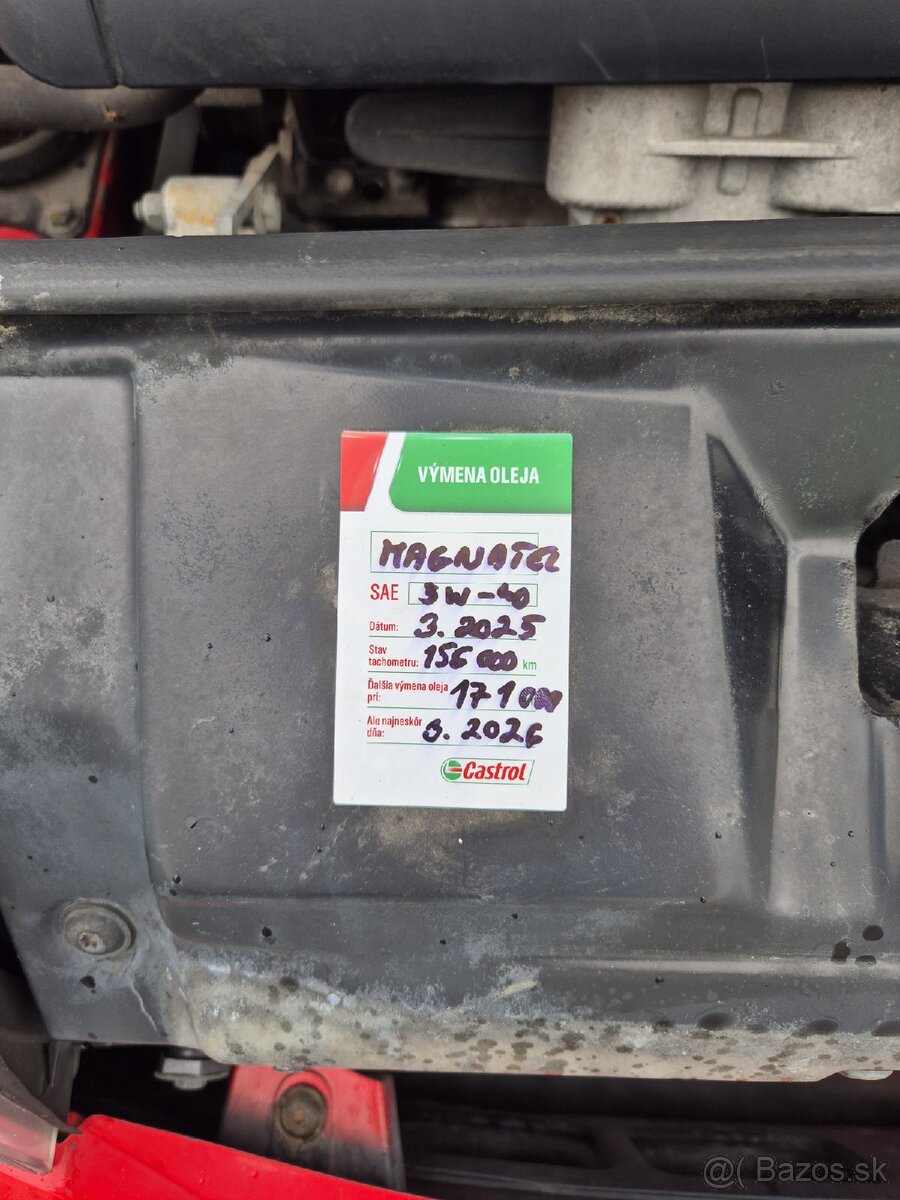 VÝMENA OLEJA
MAGNATEC
SAE 5W-40
Dátum: 3.2025
Stav tachometru: 156 000 km
Ďalšia výmena oleja pri: 171 000
Ale najneskôr dňa: 3.2026
Castrol
@( Bazos.sk